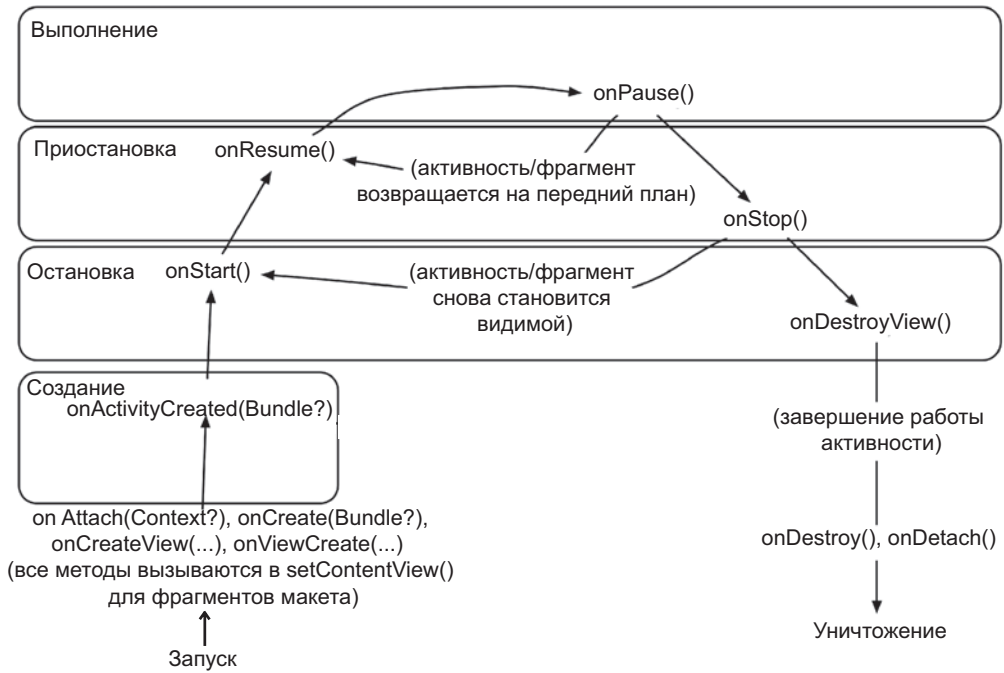 Выполнение
onPause()
Приостановка
onResume()
(активность/фрагмент
возвращается на передний план)
onStop()
Остановка
onStart()
(активность/фрагмент
снова становится
видимой)
onDestroyView()
Создание
onActivityCreated(Bundle?)
(завершение работы
активности)
on Attach(Context?), onCreate(Bundle?),
onCreateView(...), onViewCreate(...)
(все методы вызываются в setContentView()
для фрагментов макета)
onDestroy(), onDetach()
Запуск
Уничтожение